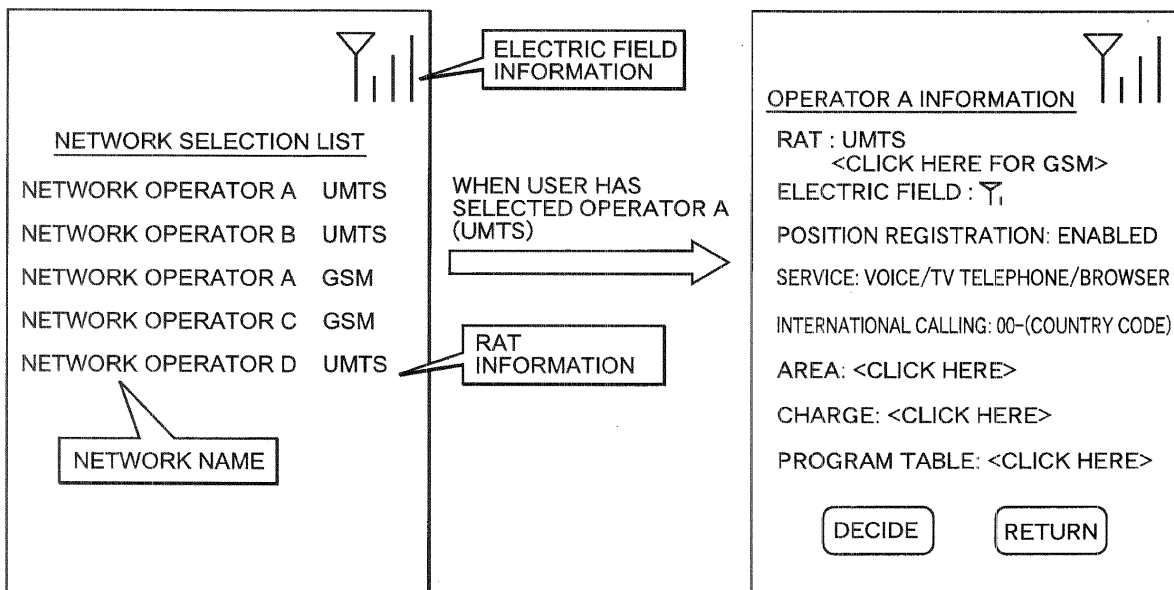 ELECTRIC FIELD
INFORMATION
NETWORK SELECTION LIST
NETWORK OPERATOR A UMTS
NETWORK OPERATOR B UMTS
NETWORK OPERATOR A GSM
NETWORK OPERATOR C GSM
NETWORK OPERATOR D UMTS
RAT
INFORMATION
NETWORK NAME
WHEN USER HAS
SELECTED OPERATOR A
(UMTS)
OPERATOR A INFORMATION
RAT : UMTS
<CLICK HERE FOR GSM>
ELECTRIC FIELD :
POSITION REGISTRATION: ENABLED
SERVICE: VOICE/TV TELEPHONE/BROWSER
INTERNATIONAL CALLING: 00-(COUNTRY CODE)
AREA: <CLICK HERE>
CHARGE: <CLICK HERE>
PROGRAM TABLE: <CLICK HERE>
DECIDE RETURN